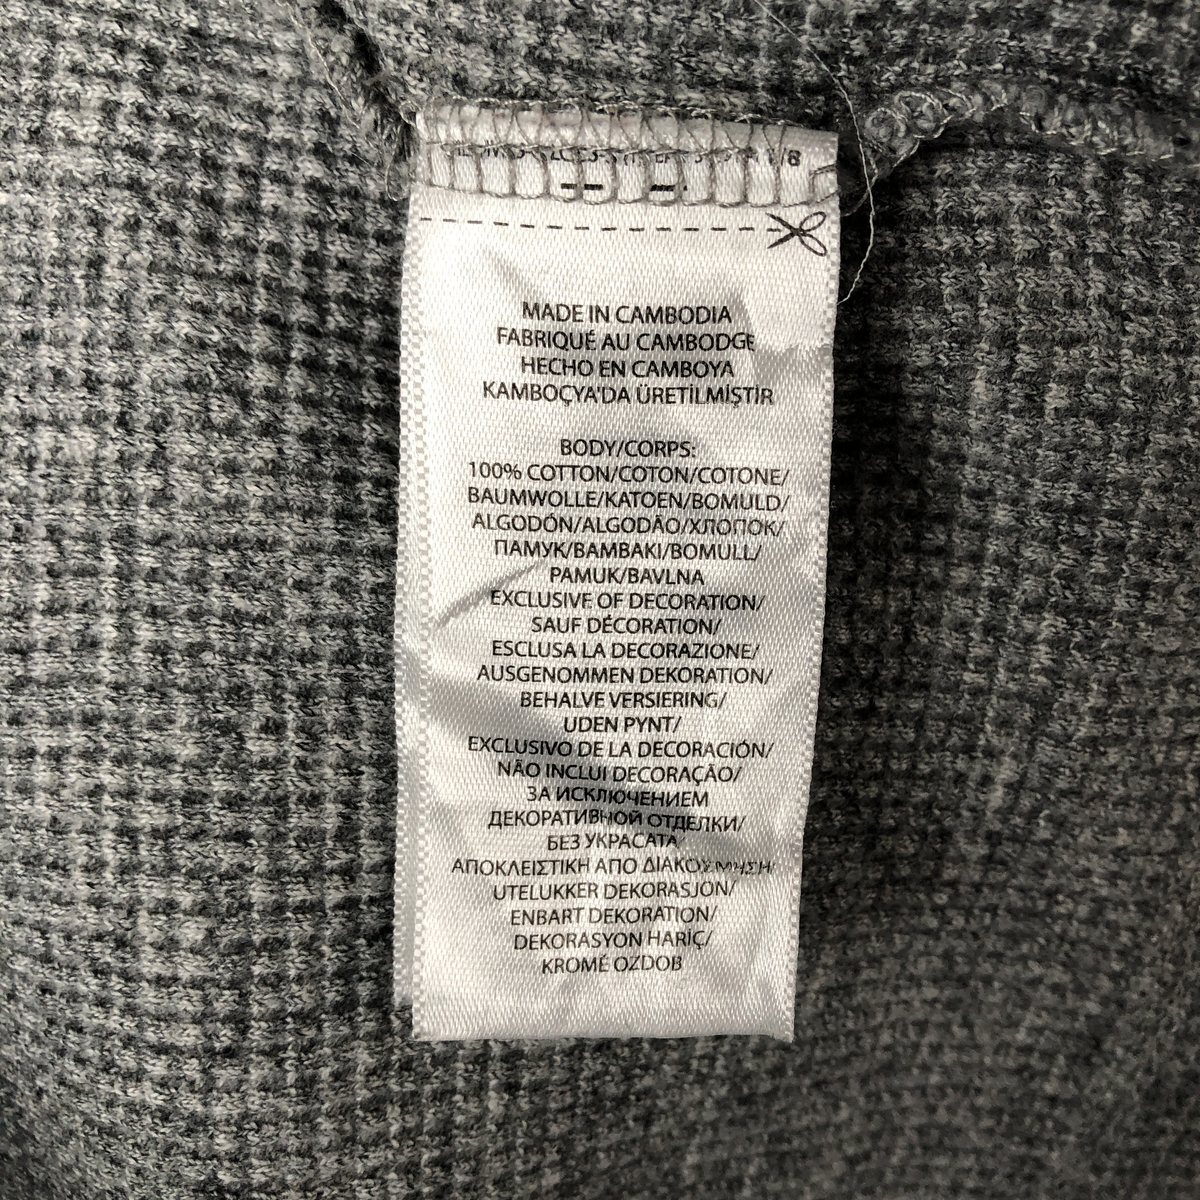 MADE IN CAMBODIA
FABRIQUÉ AU CAMBODGE
HECHO EN CAMBOYA
KAMBOÇYA'DA ÜRETİLMİŞTİR
BODY/CORPS:
100% COTTON/COTON/COTONE/
BAUMWOLLE/KATOEN/BOMULD/
ALGODÓN/ALGODÃO/ХЛОПОК/
ПАМУК/BAMBAKI/BOMULL/
PAMUK/BAVLNA
EXCLUSIVE OF DECORATION/
SAUF DÉCORATION/
ESCLUSA LA DECORAZIONE/
AUSGENOMMEN DEKORATION/
BEHALVE VERSIERING/
UDEN PYNT/
EXCLUSIVO DE LA DECORACIÓN/
NÃO INCLUI DECORAÇÃO/
ЗА ИСКЛЮЧЕНИЕМ
ДЕКОРАТИВНОЙ ОТДЕЛКИ/
БЕЗ УКРАСАТА
ΑΠΟΚΛΕΙΣΤΙΚΗ ΑΠΟ ΔΙΑΚΟΣΜΗΣΗ/
UTELUKKER DEKORASJON/
ENBART DEKORATION/
DEKORASYON HARİÇ/
KROMÉ OZDOB